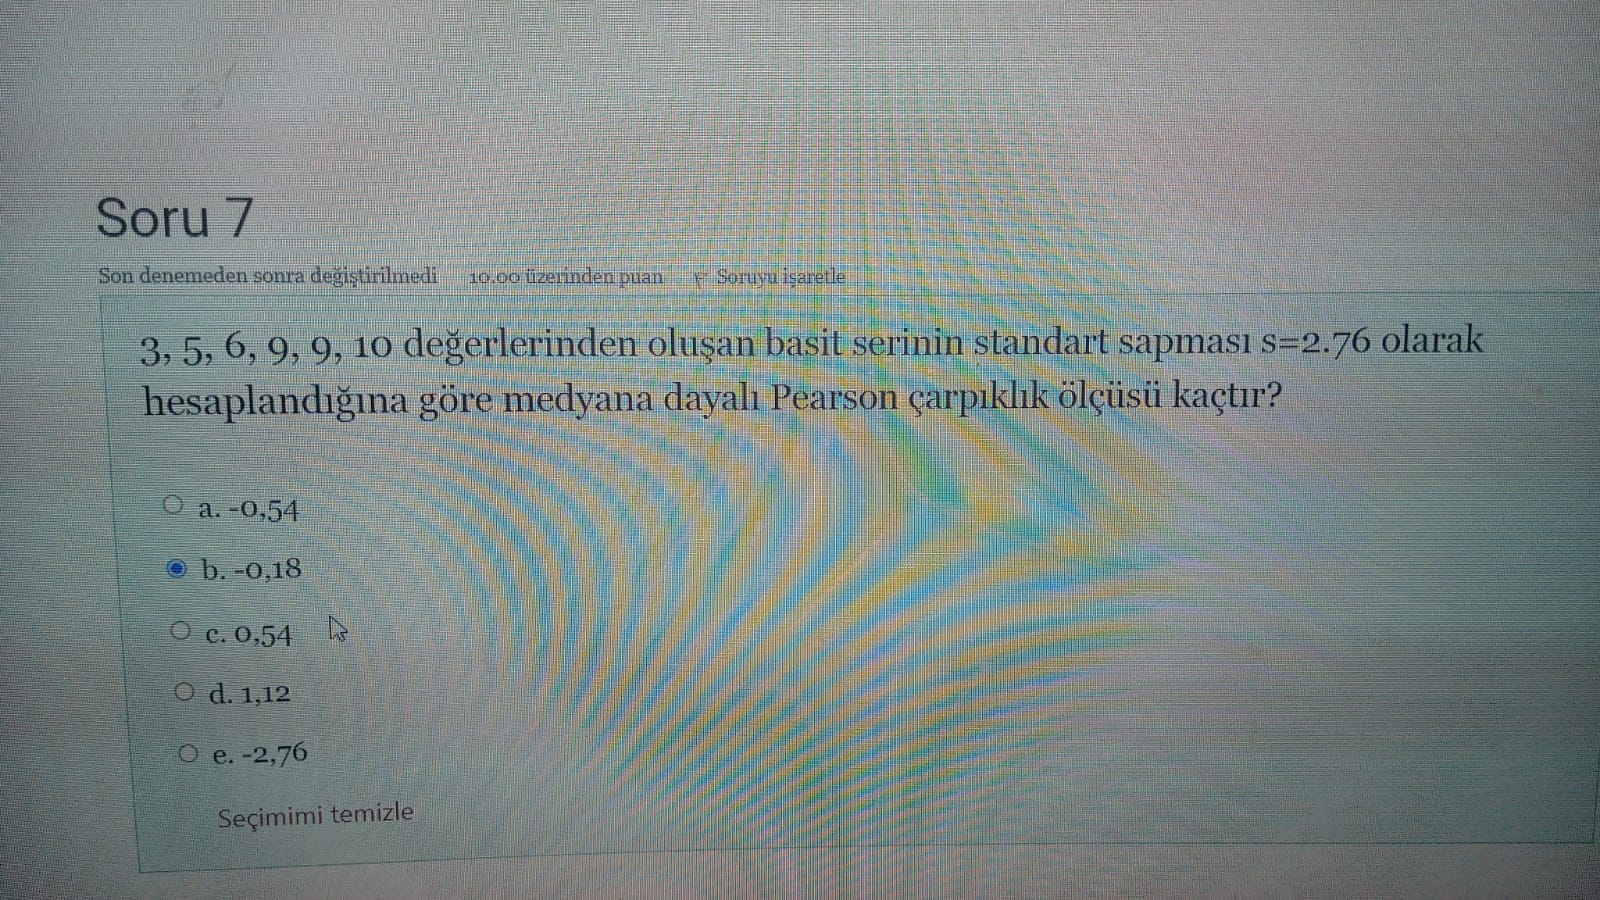 Soru 7
Son denemeden sonra değiştirilmedi 10.00 üzerinden puan Soruyu işaretle
3, 5, 6, 9, 9, 10 değerlerinden oluşan basit serinin standart sapması s=2.76 olarak
hesaplandığına göre medyana dayalı Pearson çarpıklık ölçüsü kaçtır?
a. -0,54
b. -0,18
c. 0,54
d. 1,12
e. -2,76
Seçimimi temizle